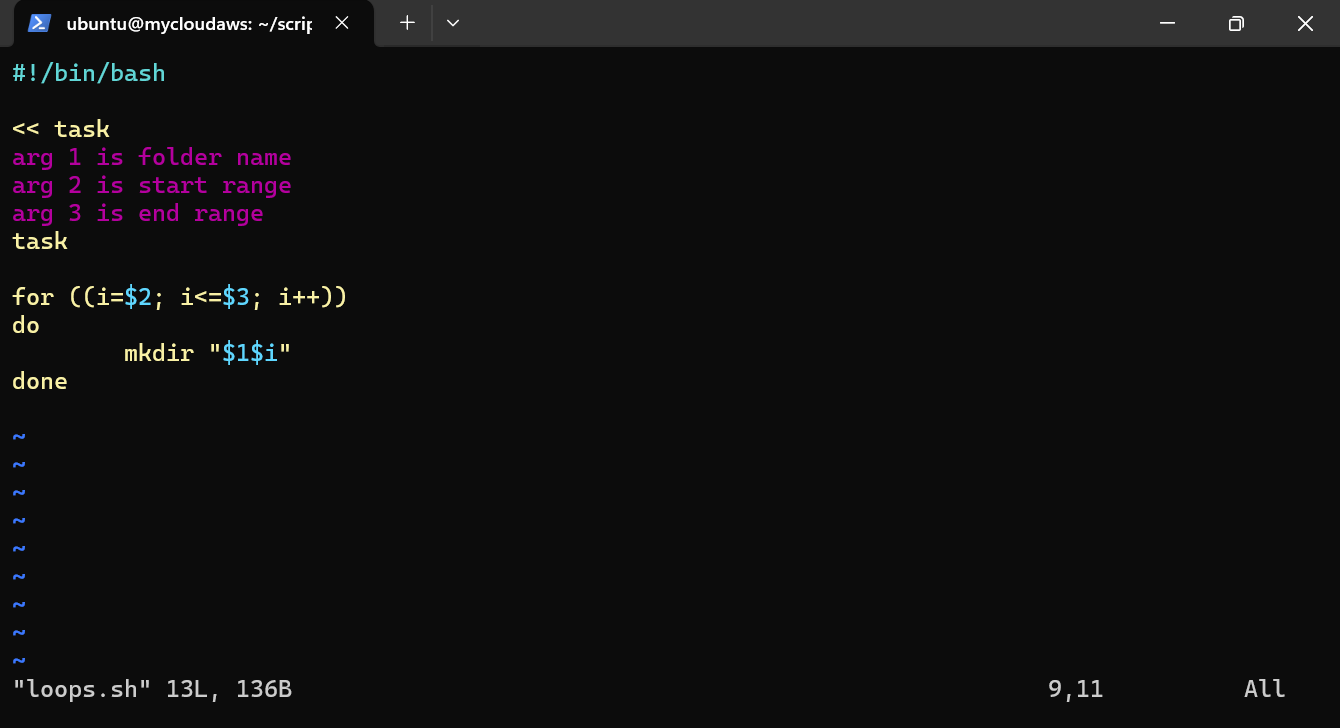 ubuntu@mycloudaws: ~/scrip
#!/bin/bash
<< task
arg 1 is folder name
arg 2 is start range
arg 3 is end range
task
for ((i=$2; i<=$3; i++))
do
        mkdir "$1$i"
done
~
~
~
~
~
~
~
~
~
"loops.sh" 13L, 136B 9,11 All